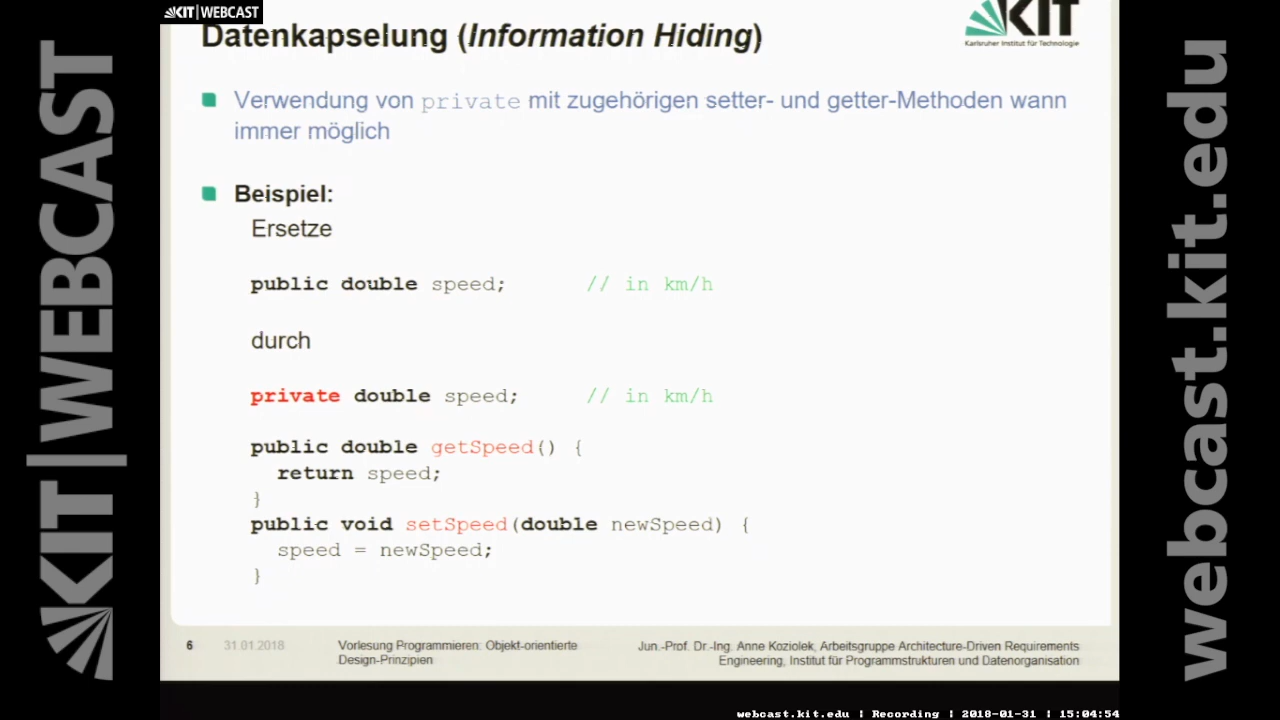 KIT|WEBCAST
Datenkapselung (Information Hiding)
KIT
Karlsruher Institut für Technologie
Verwendung von private mit zugehörigen setter- und getter-Methoden wann
immer möglich
Beispiel:
Ersetze
public double speed; // in km/h
durch
private double speed; // in km/h
public double getSpeed() {
return speed;
}
public void setSpeed(double newSpeed) {
speed = newSpeed;
}
6 31.01.2018 Vorlesung Programmieren: Objekt-orientierte
Design-Prinzipien
Jun.-Prof. Dr.-Ing. Anne Koziolek, Arbeitsgruppe Architecture-Driven Requirements
Engineering, Institut für Programmstrukturen und Datenorganisation
KIT|WEBCAST
webcast.kit.edu
webcast.kit.edu | Recording | 2018-01-31 | 15:04:54